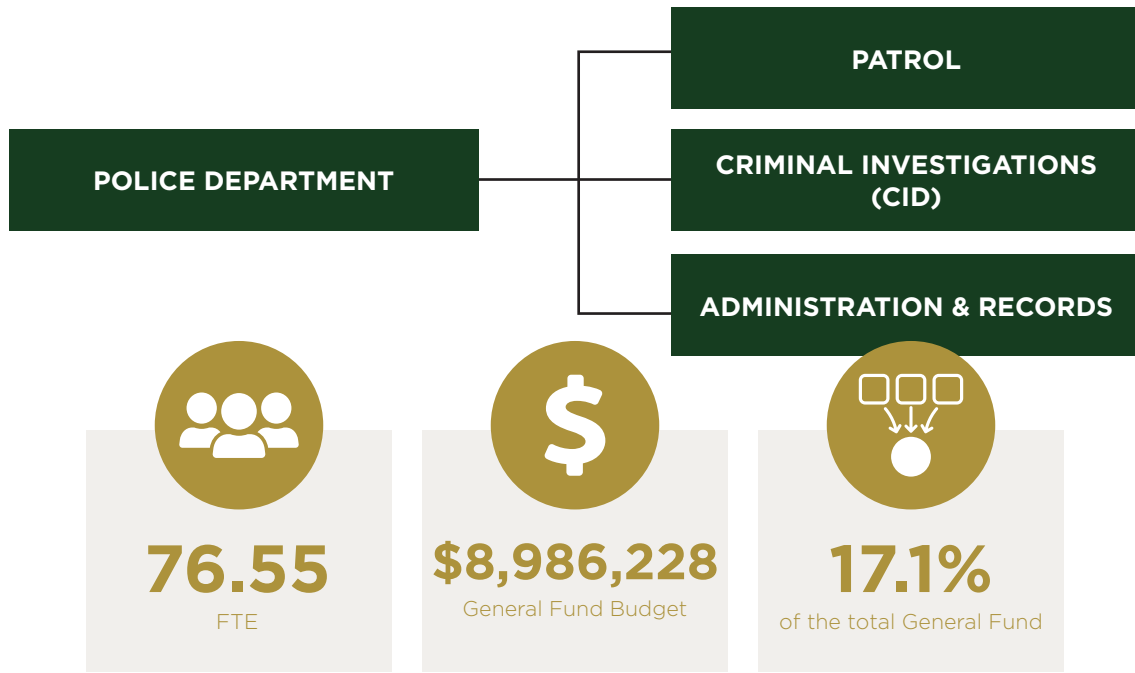 POLICE DEPARTMENT
PATROL
CRIMINAL INVESTIGATIONS
(CID)
ADMINISTRATION & RECORDS
76.55
FTE
$8,986,228
General Fund Budget
17.1%
of the total General Fund